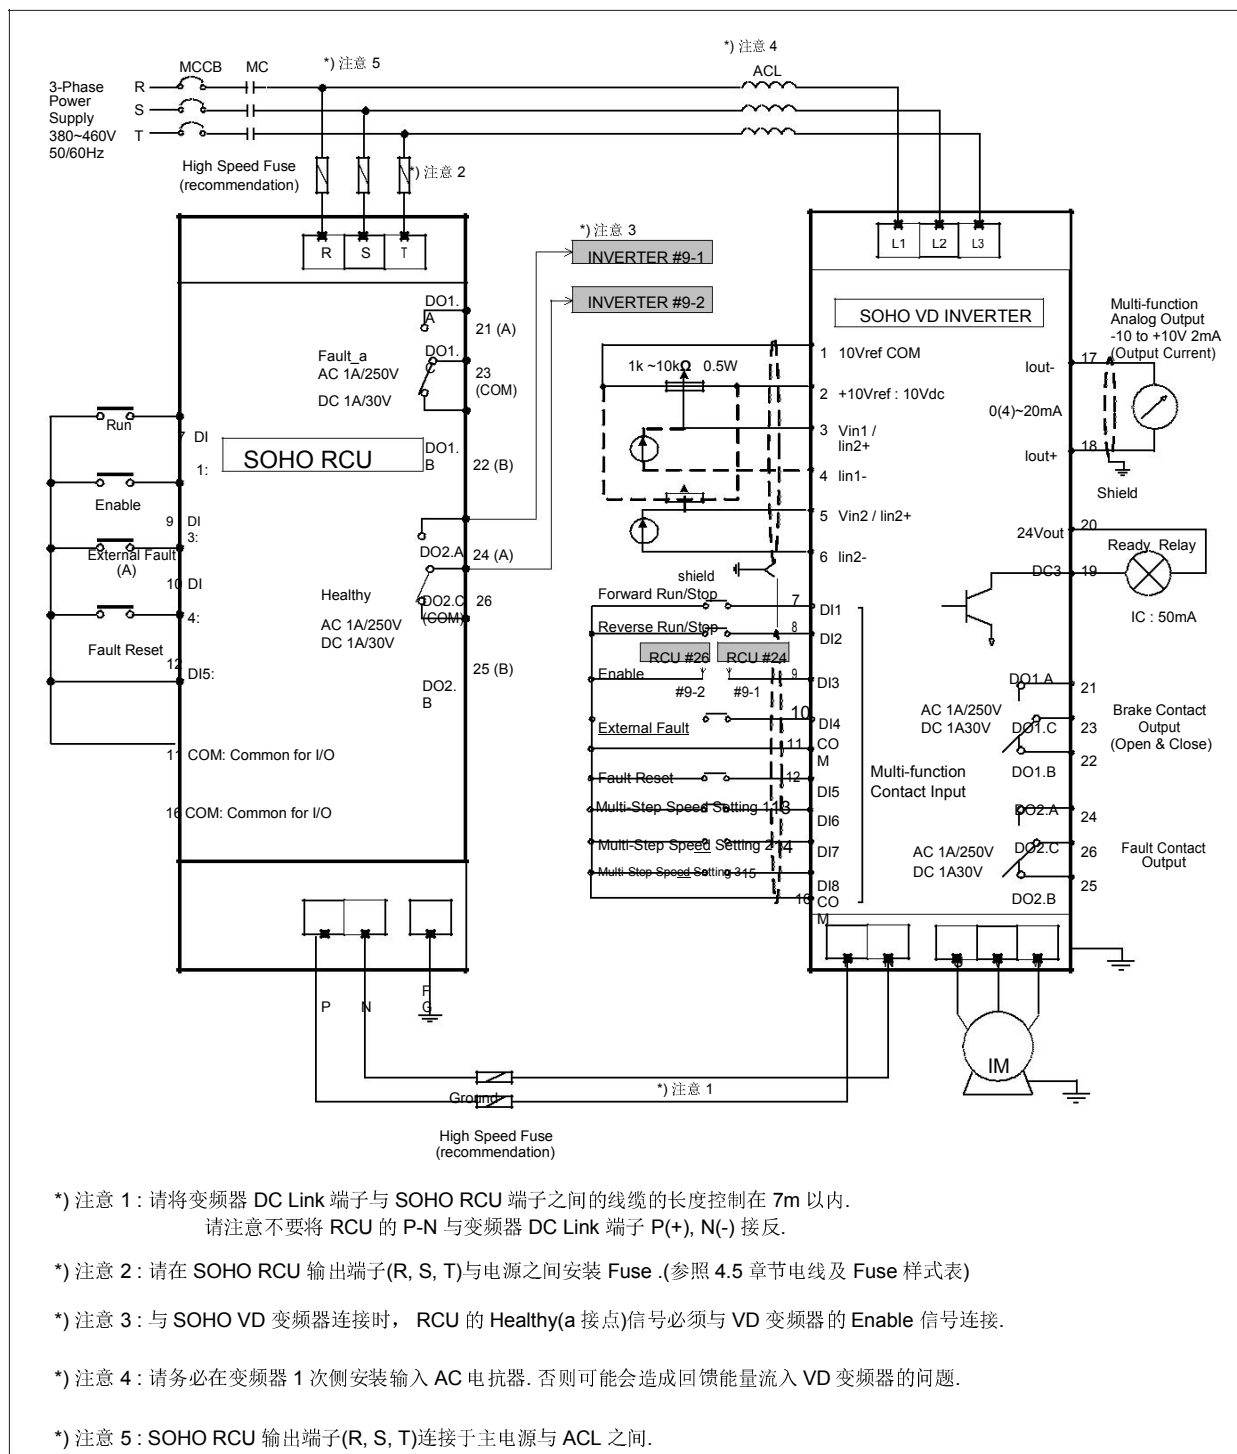 *) 注意 4
*) 注意 5
MCCB
MC
ACL
3-Phase
Power
Supply
380~460V
50/60Hz
R
S
T
High Speed Fuse
(recommendation)
*) 注意 2
R
S
T
*) 注意 3
INVERTER #9-1
INVERTER #9-2
DO1.
A
21 (A)
Fault_a
AC 1A/250V
DC 1A/30V
DO1.
C
23
(COM)
DO1.
B
22 (B)
SOHO RCU
Run
7 DI
1:
Enable
9 DI
3:
External Fault
(A)
10 DI
4:
Fault Reset
12
DI5:
DO2.A
24 (A)
Healthy
AC 1A/250V
DC 1A/30V
DO2.C
(COM)
26
25 (B)
DO2.
B
11 COM: Common for I/O
16 COM: Common for I/O
P
N
F
G
L1
L2
L3
SOHO VD INVERTER
1 10Vref COM
1k ~10kΩ 0.5W
2 +10Vref : 10Vdc
3 Vin1 /
Iin2+
4 Iin1-
5 Vin2 / Iin2+
6 Iin2-
shield
Forward Run/Stop
7
DI1
Reverse Run/Stop
8
DI2
RCU #26
RCU #24
Enable
#9-2
#9-1
9
DI3
External Fault
10
DI4
11
CO
M
Fault Reset
12
DI5
Multi-Step Speed Setting 1
13
DI6
Multi-Step Speed Setting 2
14
DI7
Multi-Step Speed Setting 3
15
DI8
16
CO
M
Multi-function
Contact Input
Multi-function
Analog Output
-10 to +10V 2mA
(Output Current)
17
Iout-
0(4)~20mA
18
Iout+
Shield
20
24Vout
Ready Relay
DC3
19
IC : 50mA
DO1.A
21
AC 1A/250V
DC 1A30V
DO1.C
23
22
DO1.B
Brake Contact
Output
(Open & Close)
DO2.A
24
AC 1A/250V
DC 1A30V
DO2.C
26
25
DO2.B
Fault Contact
Output
IM
*) 注意 1
Ground
High Speed Fuse
(recommendation)
*) 注意 1 : 请将变频器 DC Link 端子与 SOHO RCU 端子之间的线缆的长度控制在 7m 以内.
请注意不要将 RCU 的 P-N 与变频器 DC Link 端子 P(+), N(-) 接反.
*) 注意 2 : 请在 SOHO RCU 输出端子(R, S, T)与电源之间安装 Fuse .(参照 4.5 章节电线及 Fuse 样式表)
*) 注意 3 : 与 SOHO VD 变频器连接时， RCU 的 Healthy(a 接点)信号必须与 VD 变频器的 Enable 信号连接.
*) 注意 4 : 请务必在变频器 1 次侧安装输入 AC 电抗器. 否则可能会造成回馈能量流入 VD 变频器的问题.
*) 注意 5 : SOHO RCU 输出端子(R, S, T)连接于主电源与 ACL 之间.